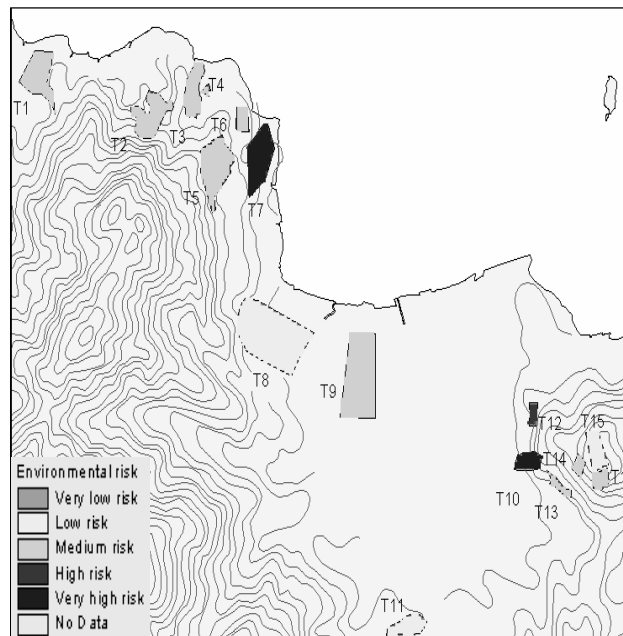 T1
T2
T3
T4
T6
T5
T7
T8
T9
T12
T15
T14
T10
T13
T11
Environmental risk
Very low risk
Low risk
Medium risk
High risk
Very high risk
No Data